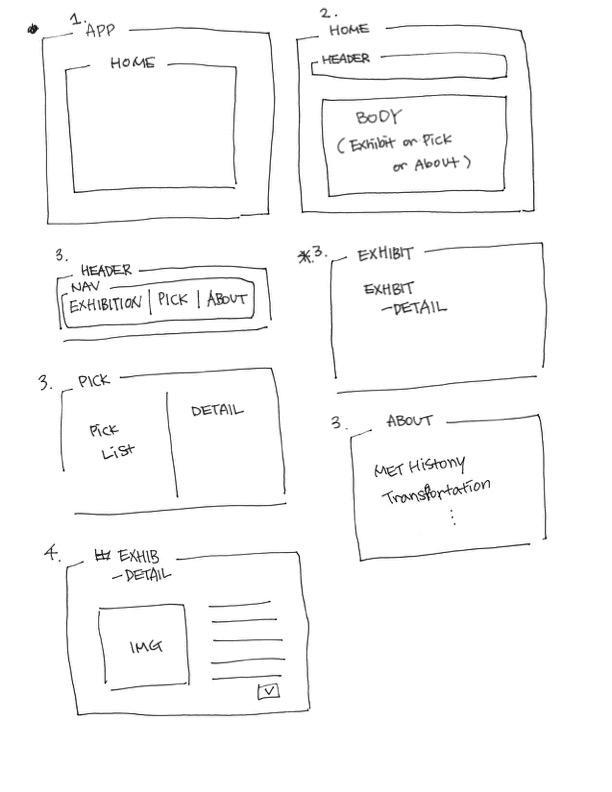 1.
APP
HOME
2.
HOME
HEADER
BODY
(Exhibit or Pick
or About)
3.
HEADER
NAV
EXHIBITION | PICK | ABOUT
*3.
EXHIBIT
EXHBIT
-DETAIL
3.
PICK
Pick
List
DETAIL
3.
ABOUT
MET History
Transportation
4.
EXHIB
-DETAIL
IMG